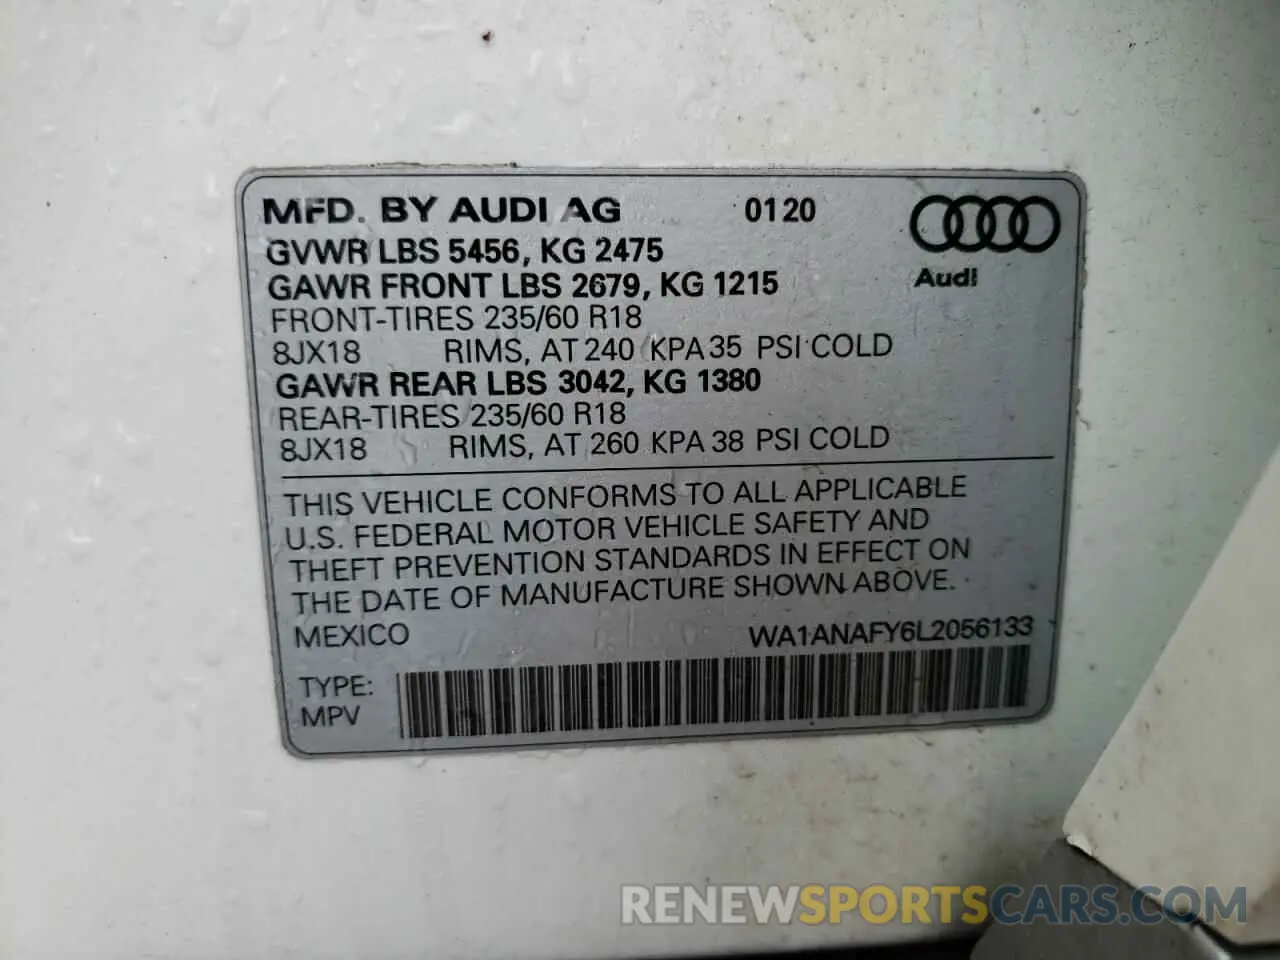 MFD. BY AUDI AG 0120
GVWR LBS 5456, KG 2475
GAWR FRONT LBS 2679, KG 1215
FRONT-TIRES 235/60 R18
8JX18 RIMS, AT 240 KPA 35 PSI COLD
GAWR REAR LBS 3042, KG 1380
REAR-TIRES 235/60 R18
8JX18 RIMS, AT 260 KPA 38 PSI COLD
Audi
THIS VEHICLE CONFORMS TO ALL APPLICABLE
U.S. FEDERAL MOTOR VEHICLE SAFETY AND
THEFT PREVENTION STANDARDS IN EFFECT ON
THE DATE OF MANUFACTURE SHOWN ABOVE.
MEXICO WA1ANAFY6L2056133
TYPE:
MPV
RENEWSPORTSCARS.COM